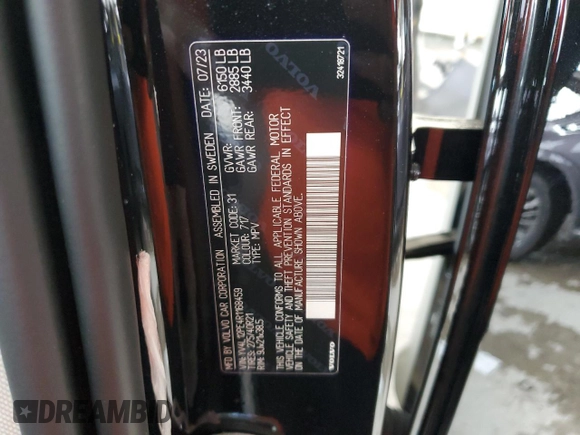 MFD BY: VOLVO CAR CORPORATION ASSEMBLED IN SWEDEN DATE: 07/23
GVWR: 6150 LB
GAWR FRONT: 2885 LB
GAWR REAR: 3440 LB
MARKET CODE: 31
COLOUR: 717
TYPE: MPV
THIS VEHICLE CONFORMS TO ALL APPLICABLE FEDERAL MOTOR
VEHICLE SAFETY AND THEFT PREVENTION STANDARDS IN EFFECT
ON THE DATE OF MANUFACTURE SHOWN ABOVE.
VOLVO
32418721
VOLVO
DREAMBID